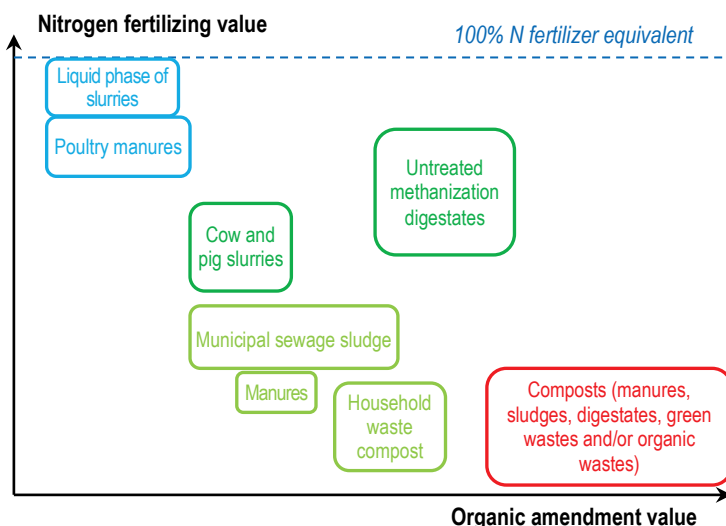 Nitrogen fertilizing value
100% N fertilizer equivalent
Liquid phase of
slurries
Poultry manures
Untreated
methanization
digestates
Cow and
pig slurries
Municipal sewage sludge
Manures
Household
waste
compost
Composts (manures,
sludges, digestates, green
wastes and/or organic
wastes)
Organic amendment value